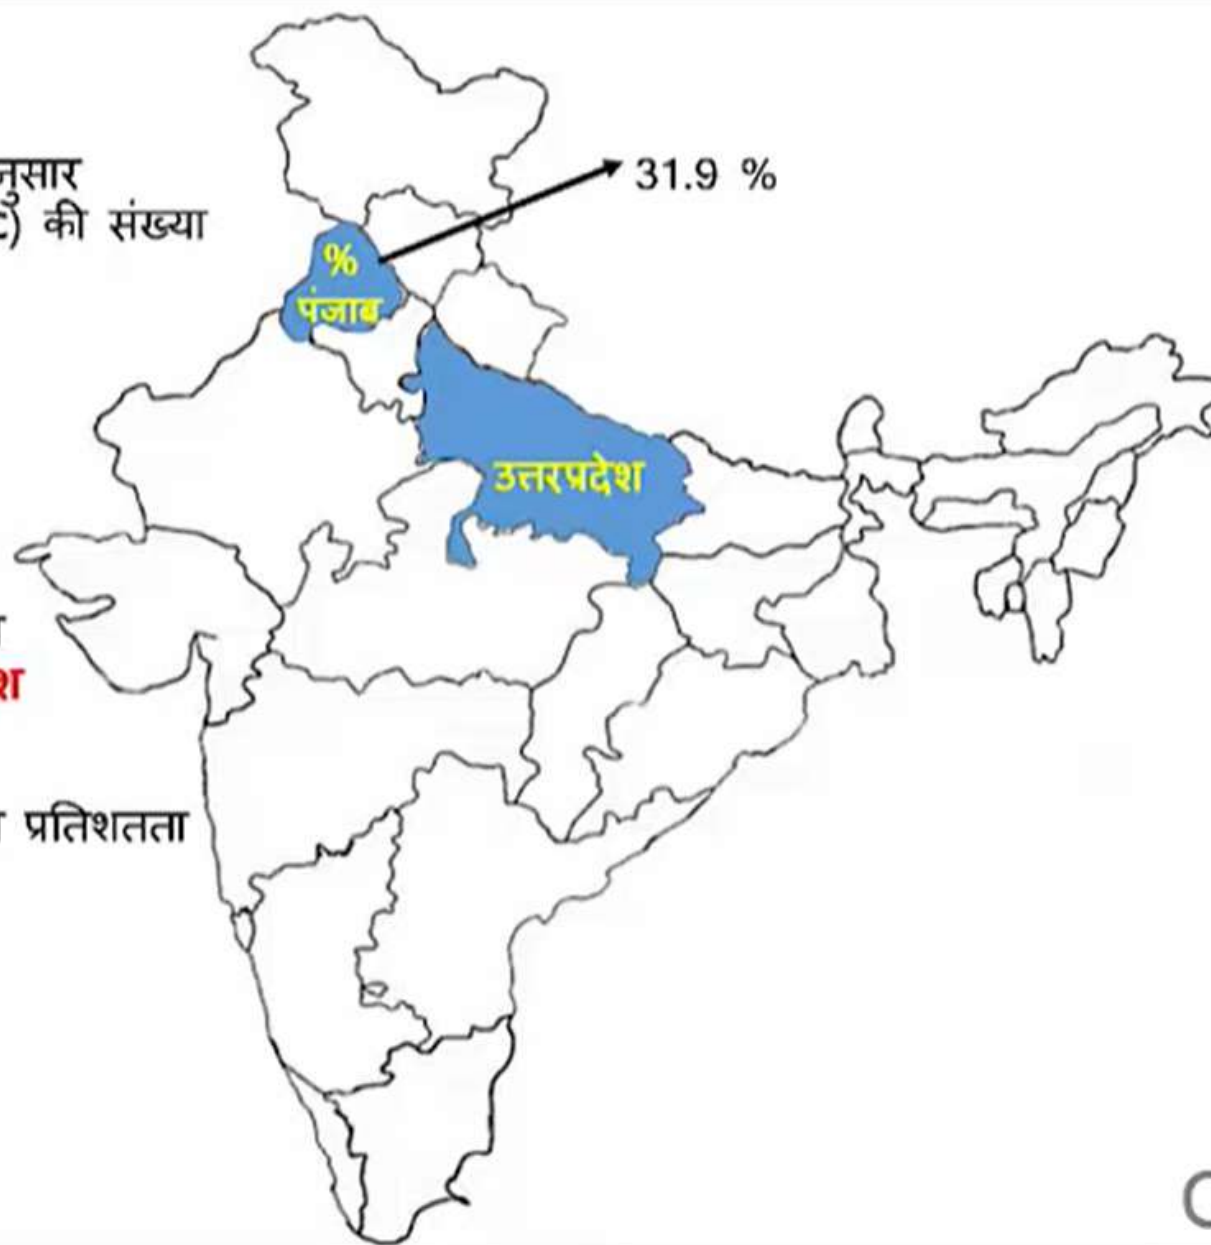 नुसार
C) की संख्या
31.9 %
%
पंजाब
उत्तरप्रदेश
श
प्रतिशतता
C